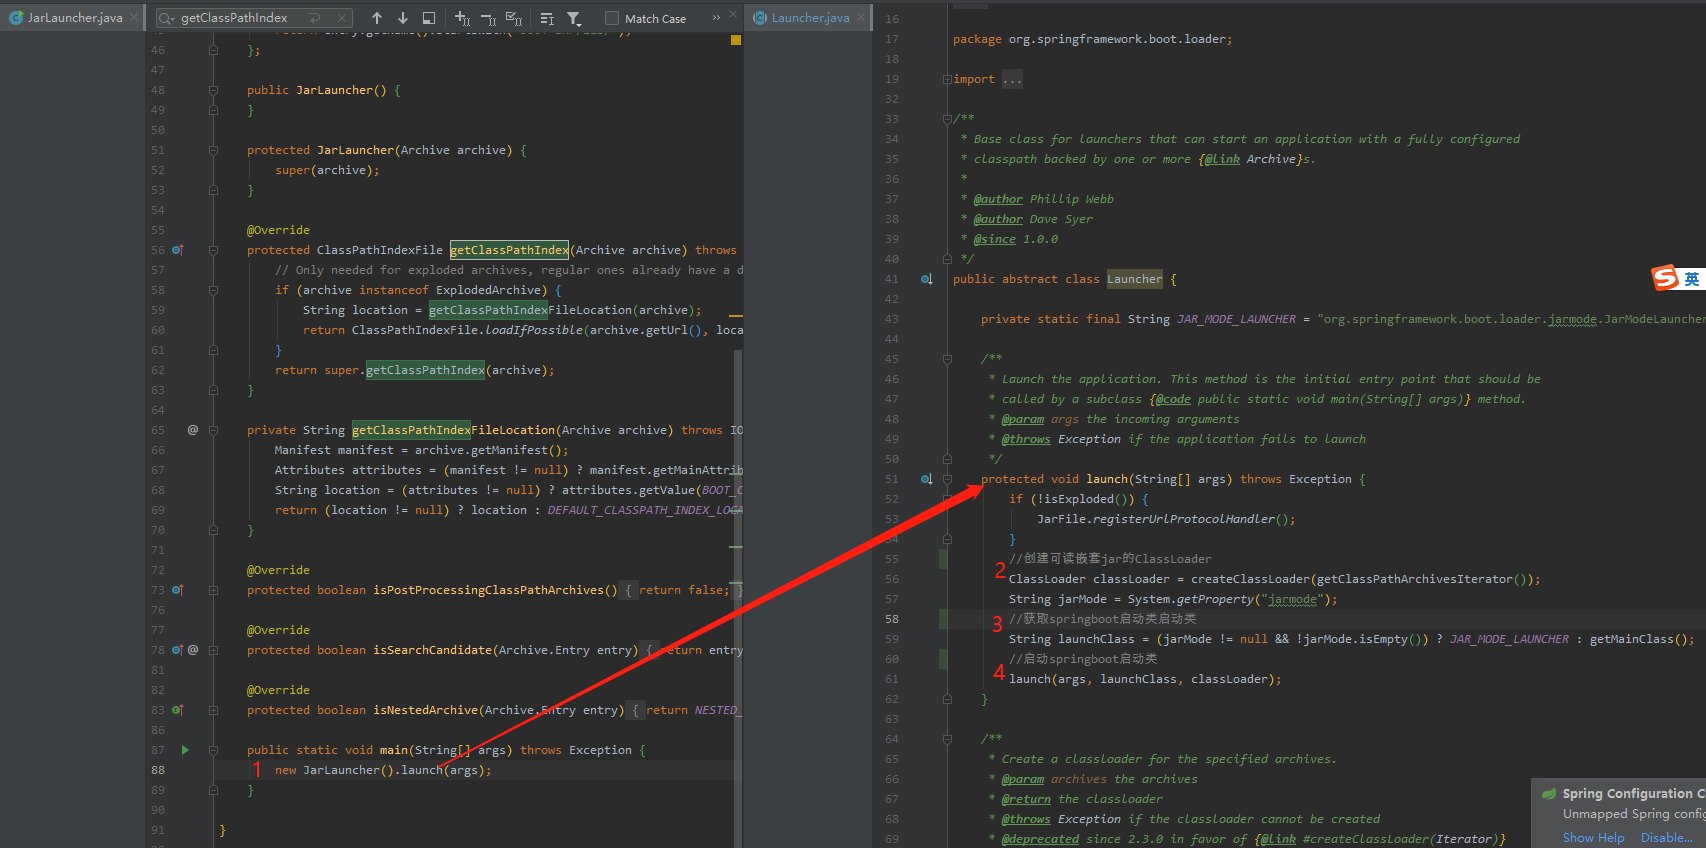 JarLauncher.java
getClassPathIndex
Match Case
Launcher.java
46 };
47
48 public JarLauncher() {
49 }
50
51 protected JarLauncher(Archive archive) {
52 super(archive);
53 }
54
55 @Override
56 protected ClassPathIndexFile getClassPathIndex(Archive archive) throws
57 // Only needed for exploded archives, regular ones already have a d
58 if (archive instanceof ExplodedArchive) {
59 String location = getClassPathIndexFileLocation(archive);
60 return ClassPathIndexFile.loadIfPossible(archive.getUrl(), loca
61 }
62 return super.getClassPathIndex(archive);
63 }
64
65 @ private String getClassPathIndexFileLocation(Archive archive) throws IO
66 Manifest manifest = archive.getManifest();
67 Attributes attributes = (manifest != null) ? manifest.getMainAttrib
68 String location = (attributes != null) ? attributes.getValue(BOOT_C
69 return (location != null) ? location : DEFAULT_CLASSPATH_INDEX_LOCA
70 }
71
72 @Override
73 protected boolean isPostProcessingClassPathArchives() { return false; }
76
77 @Override
78 @ protected boolean isSearchCandidate(Archive.Entry entry) { return entry
81
82 @Override
83 protected boolean isNestedArchive(Archive.Entry entry) { return NESTED_
86
87 public static void main(String[] args) throws Exception {
88 1 new JarLauncher().launch(args);
89 }
90
91 }
16
17 package org.springframework.boot.loader;
18
19 import ...
32
33 /**
34 * Base class for launchers that can start an application with a fully configured
35 * classpath backed by one or more {@link Archive}s.
36 *
37 * @author Phillip Webb
38 * @author Dave Syer
39 * @since 1.0.0
40 */
41 public abstract class Launcher {
42
43 private static final String JAR_MODE_LAUNCHER = "org.springframework.boot.loader.jarmode.JarModeLauncher
44
45 /**
46 * Launch the application. This method is the initial entry point that should be
47 * called by a subclass {@code public static void main(String[] args)} method.
48 * @param args the incoming arguments
49 * @throws Exception if the application fails to launch
50 */
51 protected void launch(String[] args) throws Exception {
52 if (!isExploded()) {
53 JarFile.registerUrlProtocolHandler();
54 }
55 //创建可读嵌套jar的ClassLoader
2
56 ClassLoader classLoader = createClassLoader(getClassPathArchivesIterator());
57 String jarMode = System.getProperty("jarmode");
58 3 //获取springboot启动类启动类
59 String launchClass = (jarMode != null && !jarMode.isEmpty()) ? JAR_MODE_LAUNCHER : getMainClass();
60 //启动springboot启动类
4
61 launch(args, launchClass, classLoader);
62 }
63
64 /**
65 * Create a classloader for the specified archives.
66 * @param archives the archives
67 * @return the classloader
68 * @throws Exception if the classloader cannot be created
69 * @deprecated since 2.3.0 in favor of {@link #createClassLoader(Iterator)}
S 英
Spring Configuration C
Unmapped Spring config
Show Help Disable...